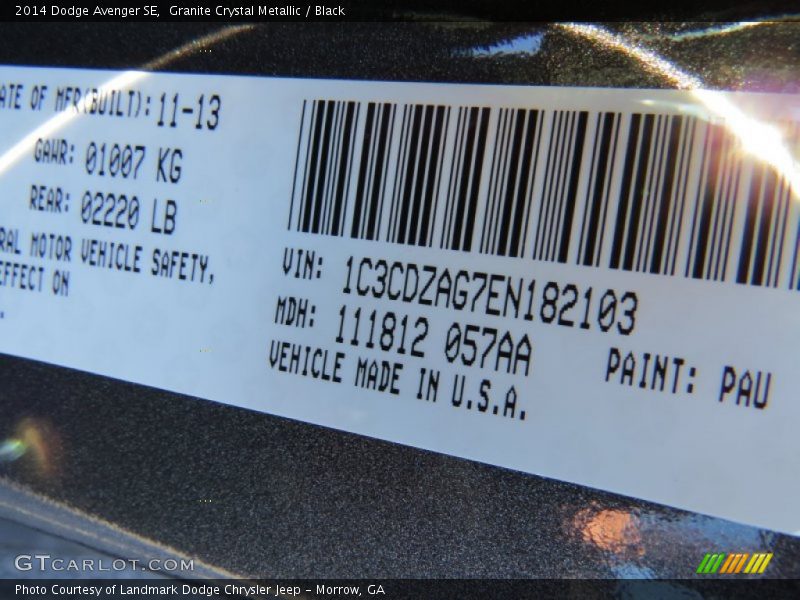 2014 Dodge Avenger SE,  Granite Crystal Metallic / Black
ATE OF MFR(BUILT): 11-13
GAWR: 01007 KG
REAR: 02220 LB
RAL MOTOR VEHICLE SAFETY,
EFFECT ON
VIN: 1C3CDZAG7EN182103
MDH: 111812 057AA
PAINT: PAU
VEHICLE MADE IN U.S.A.
GTCARLOT.COM
Photo Courtesy of Landmark Dodge Chrysler Jeep - Morrow, GA